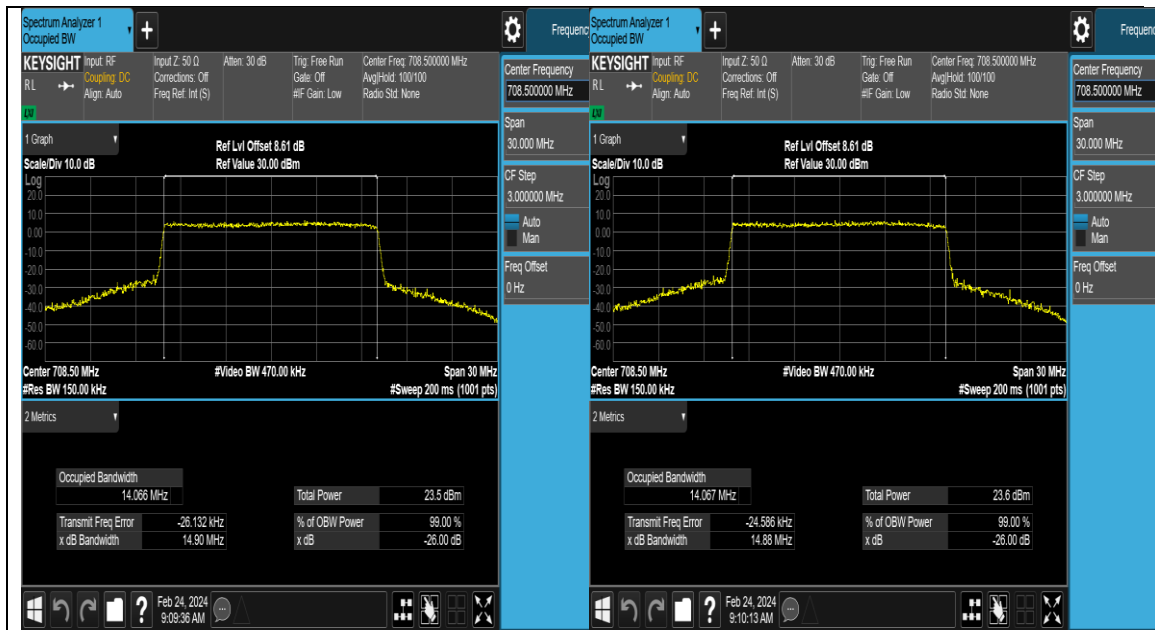 Spectrum Analyzer 1
Occupied BW
+
Frequenc
KEYSIGHT
Input: RF
Input Z: 50 Ω
Atten: 30 dB
Trig: Free Run
Center Freq: 708.500000 MHz
R L
Coupling: DC
Corrections: Off
Gate: Off
Avg|Hold: 100/100
Align: Auto
Freq Ref: Int (S)
#IF Gain: Low
Radio Std: None
LNI
Center Frequency
708.500000 MHz
Span
30.000 MHz
CF Step
3.000000 MHz
Auto
Man
Freq Offset
0 Hz
1 Graph
Ref Lvl Offset 8.61 dB
Scale/Div 10.0 dB
Ref Value 30.00 dBm
Log
20.0
10.0
0.00
-10.0
-20.0
-30.0
-40.0
-50.0
-60.0
Center 708.50 MHz
#Video BW 470.00 kHz
Span 30 MHz
#Res BW 150.00 kHz
#Sweep 200 ms (1001 pts)
2 Metrics
Occupied Bandwidth
14.066 MHz
Total Power 23.5 dBm
Transmit Freq Error -26.132 kHz
% of OBW Power 99.00 %
x dB Bandwidth 14.90 MHz
x dB -26.00 dB
?
Feb 24, 2024
9:09:36 AM
Spectrum Analyzer 1
Occupied BW
+
Frequenc
KEYSIGHT
Input: RF
Input Z: 50 Ω
Atten: 30 dB
Trig: Free Run
Center Freq: 708.500000 MHz
R L
Coupling: DC
Corrections: Off
Gate: Off
Avg|Hold: 100/100
Align: Auto
Freq Ref: Int (S)
#IF Gain: Low
Radio Std: None
Center Frequency
708.500000 MHz
Span
30.000 MHz
CF Step
3.000000 MHz
Auto
Man
Freq Offset
0 Hz
1 Graph
Ref Lvl Offset 8.61 dB
Scale/Div 10.0 dB
Ref Value 30.00 dBm
Log
20.0
10.0
0.00
-10.0
-20.0
-30.0
-40.0
-50.0
-60.0
Center 708.50 MHz
#Video BW 470.00 kHz
Span 30 MHz
#Res BW 150.00 kHz
#Sweep 200 ms (1001 pts)
2 Metrics
Occupied Bandwidth
14.067 MHz
Total Power 23.6 dBm
Transmit Freq Error -24.586 kHz
% of OBW Power 99.00 %
x dB Bandwidth 14.88 MHz
x dB -26.00 dB
?
Feb 24, 2024
9:10:13 AM